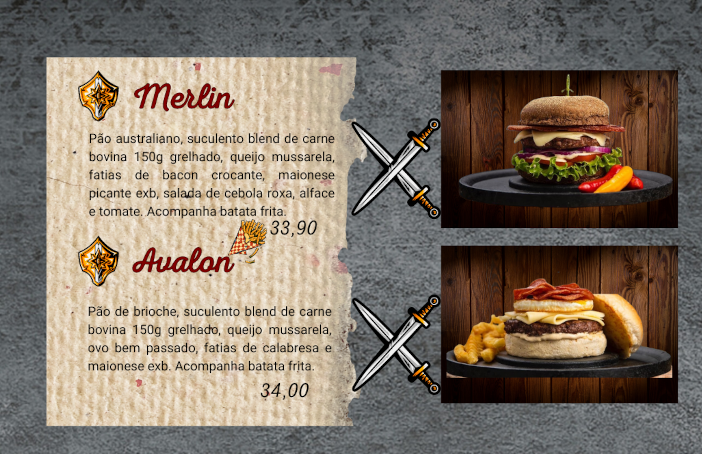 Merlin
Pão australiano, suculento blend de carne
bovina 150g grelhado, queijo mussarela,
fatias de bacon crocante, maionese
picante exb, salada de cebola roxa, alface
e tomate. Acompanha batata frita.
33,90
Avalon
Pão de brioche, suculento blend de carne
bovina 150g grelhado, queijo mussarela,
ovo bem passado, fatias de calabresa e
maionese exb. Acompanha batata frita.
34,00